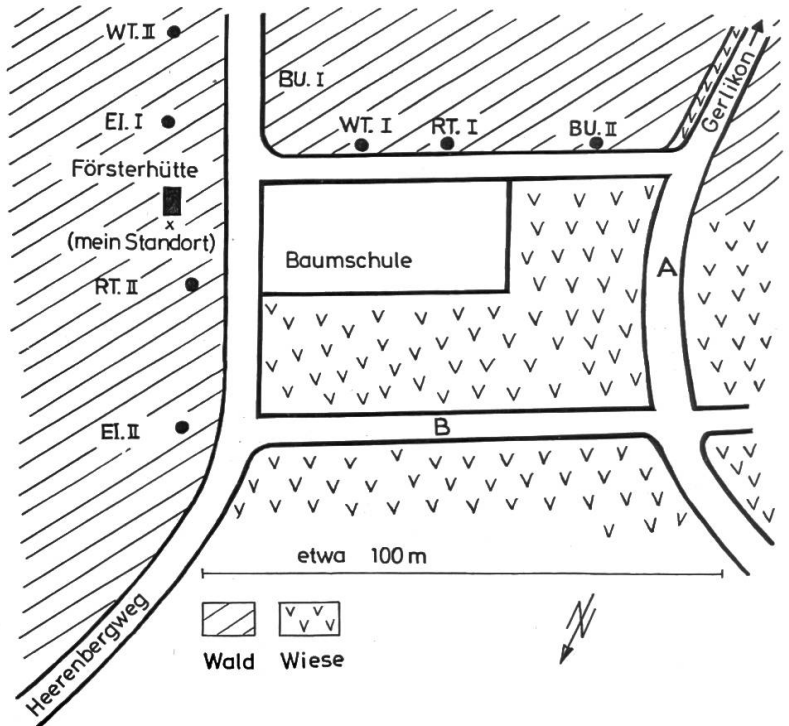 WT. II
BU. I
EI. I
WT. I
RT. I
BU. II
Gerlikon
Försterhütte
x
(mein Standort)
Baumschule
A
RT. II
EI. II
B
etwa 100 m
N
Wald
Wiese
Heerenbergweg